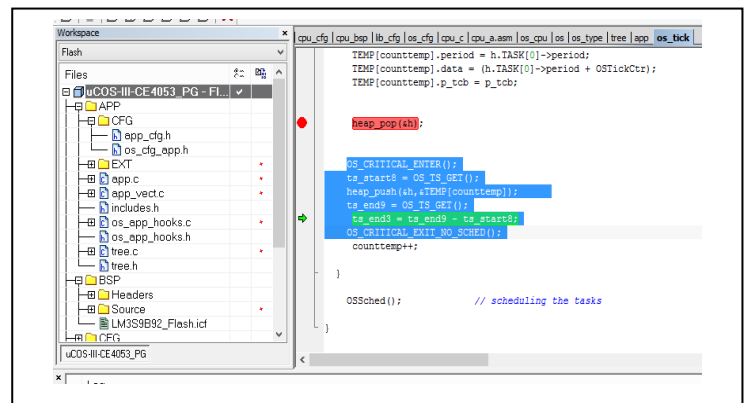 Workspace
Flash
Files
uCOS-III-CE4053_PG - Fl...
APP
CFG
app_cfg.h
os_cfg_app.h
EXT
app.c
app_vect.c
includes.h
os_app_hooks.c
os_app_hooks.h
tree.c
tree.h
BSP
Headers
Source
LM3S9B92_Flash.icf
CFG
uCOS-III-CE4053_PG
cpu_cfg | cpu_bsp | lib_cfg | os_cfg | cpu_c | cpu_a.asm | os_cpu | os | os_type | tree | app | os_tick
TEMP[counttemp].period = h.TASK[0]->period;
TEMP[counttemp].data = (h.TASK[0]->period + OSTickCtr);
TEMP[counttemp].p_tcb = p_tcb;
heap_pop(&h);
OS_CRITICAL_ENTER();
ts_start8 = OS_TS_GET();
heap_push(&h,&TEMP[counttemp]);
ts_end9 = OS_TS_GET();
ts_end3 = ts_end9 - ts_start8;
OS_CRITICAL_EXIT_NO_SCHED();
counttemp++;
}
OSSched(); // scheduling the tasks
}